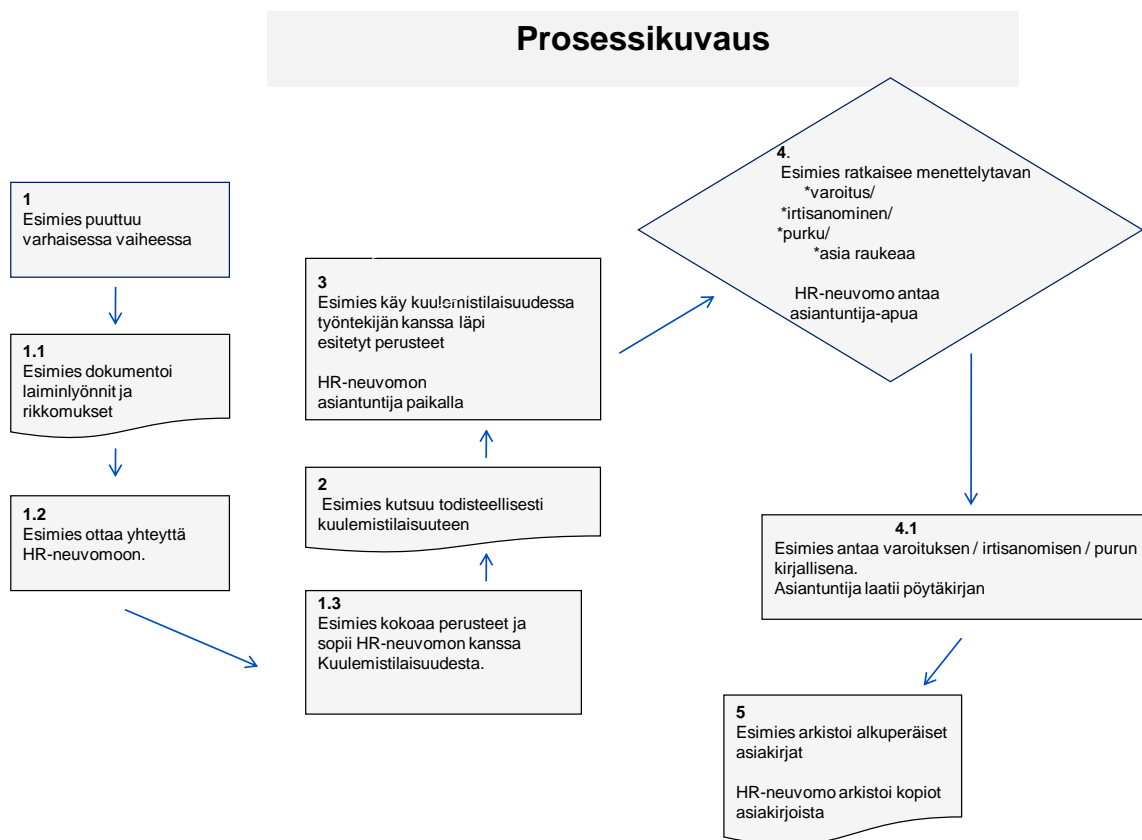 Prosessikuvaus
1
Esimies puuttuu
varhaisessa vaiheessa
1.1
Esimies dokumentoi
laiminlyönnit ja
rikkomukset
1.2
Esimies ottaa yhteyttä
HR-neuvomoon.
1.3
Esimies kokoaa perusteet ja
sopii HR-neuvomon kanssa
Kuulemistilaisuudesta.
2
Esimies kutsuu todisteellisesti
kuulemistilaisuuteen
3
Esimies käy kuulemistilaisuudessa
työntekijän kanssa läpi
esitetyt perusteet
HR-neuvomon
asiantuntija paikalla
4.
Esimies ratkaisee menettelytavan
*varoitus/
*irtisanominen/
*purku/
*asia raukeaa
HR-neuvomo antaa
asiantuntija-apua
4.1
Esimies antaa varoituksen / irtisanomisen / purun
kirjallisena.
Asiantuntija laatii pöytäkirjan
5
Esimies arkistoi alkuperäiset
asiakirjat
HR-neuvomo arkistoi kopiot
asiakirjoista